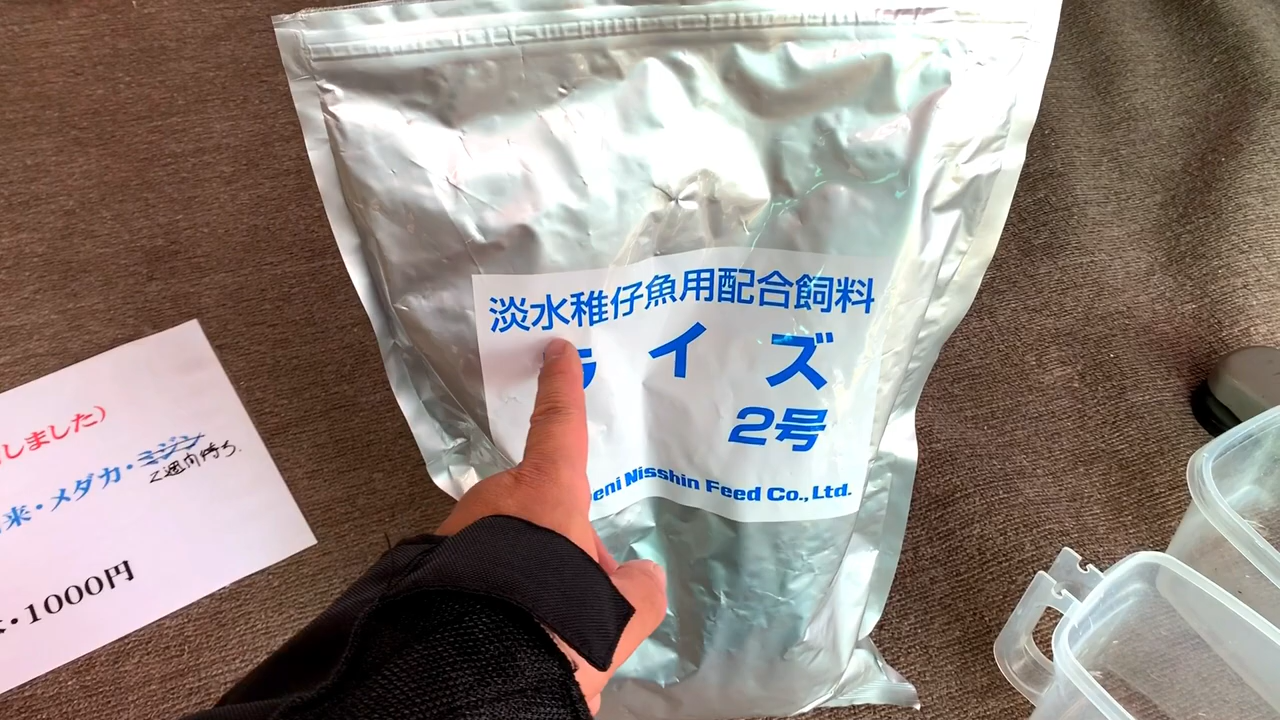 淡水稚仔魚用配合飼料
ライズ
2号
eni Nisshin Feed Co., Ltd.
しました）
来・メダカ・ミジン
2週間待ち.
・1000円